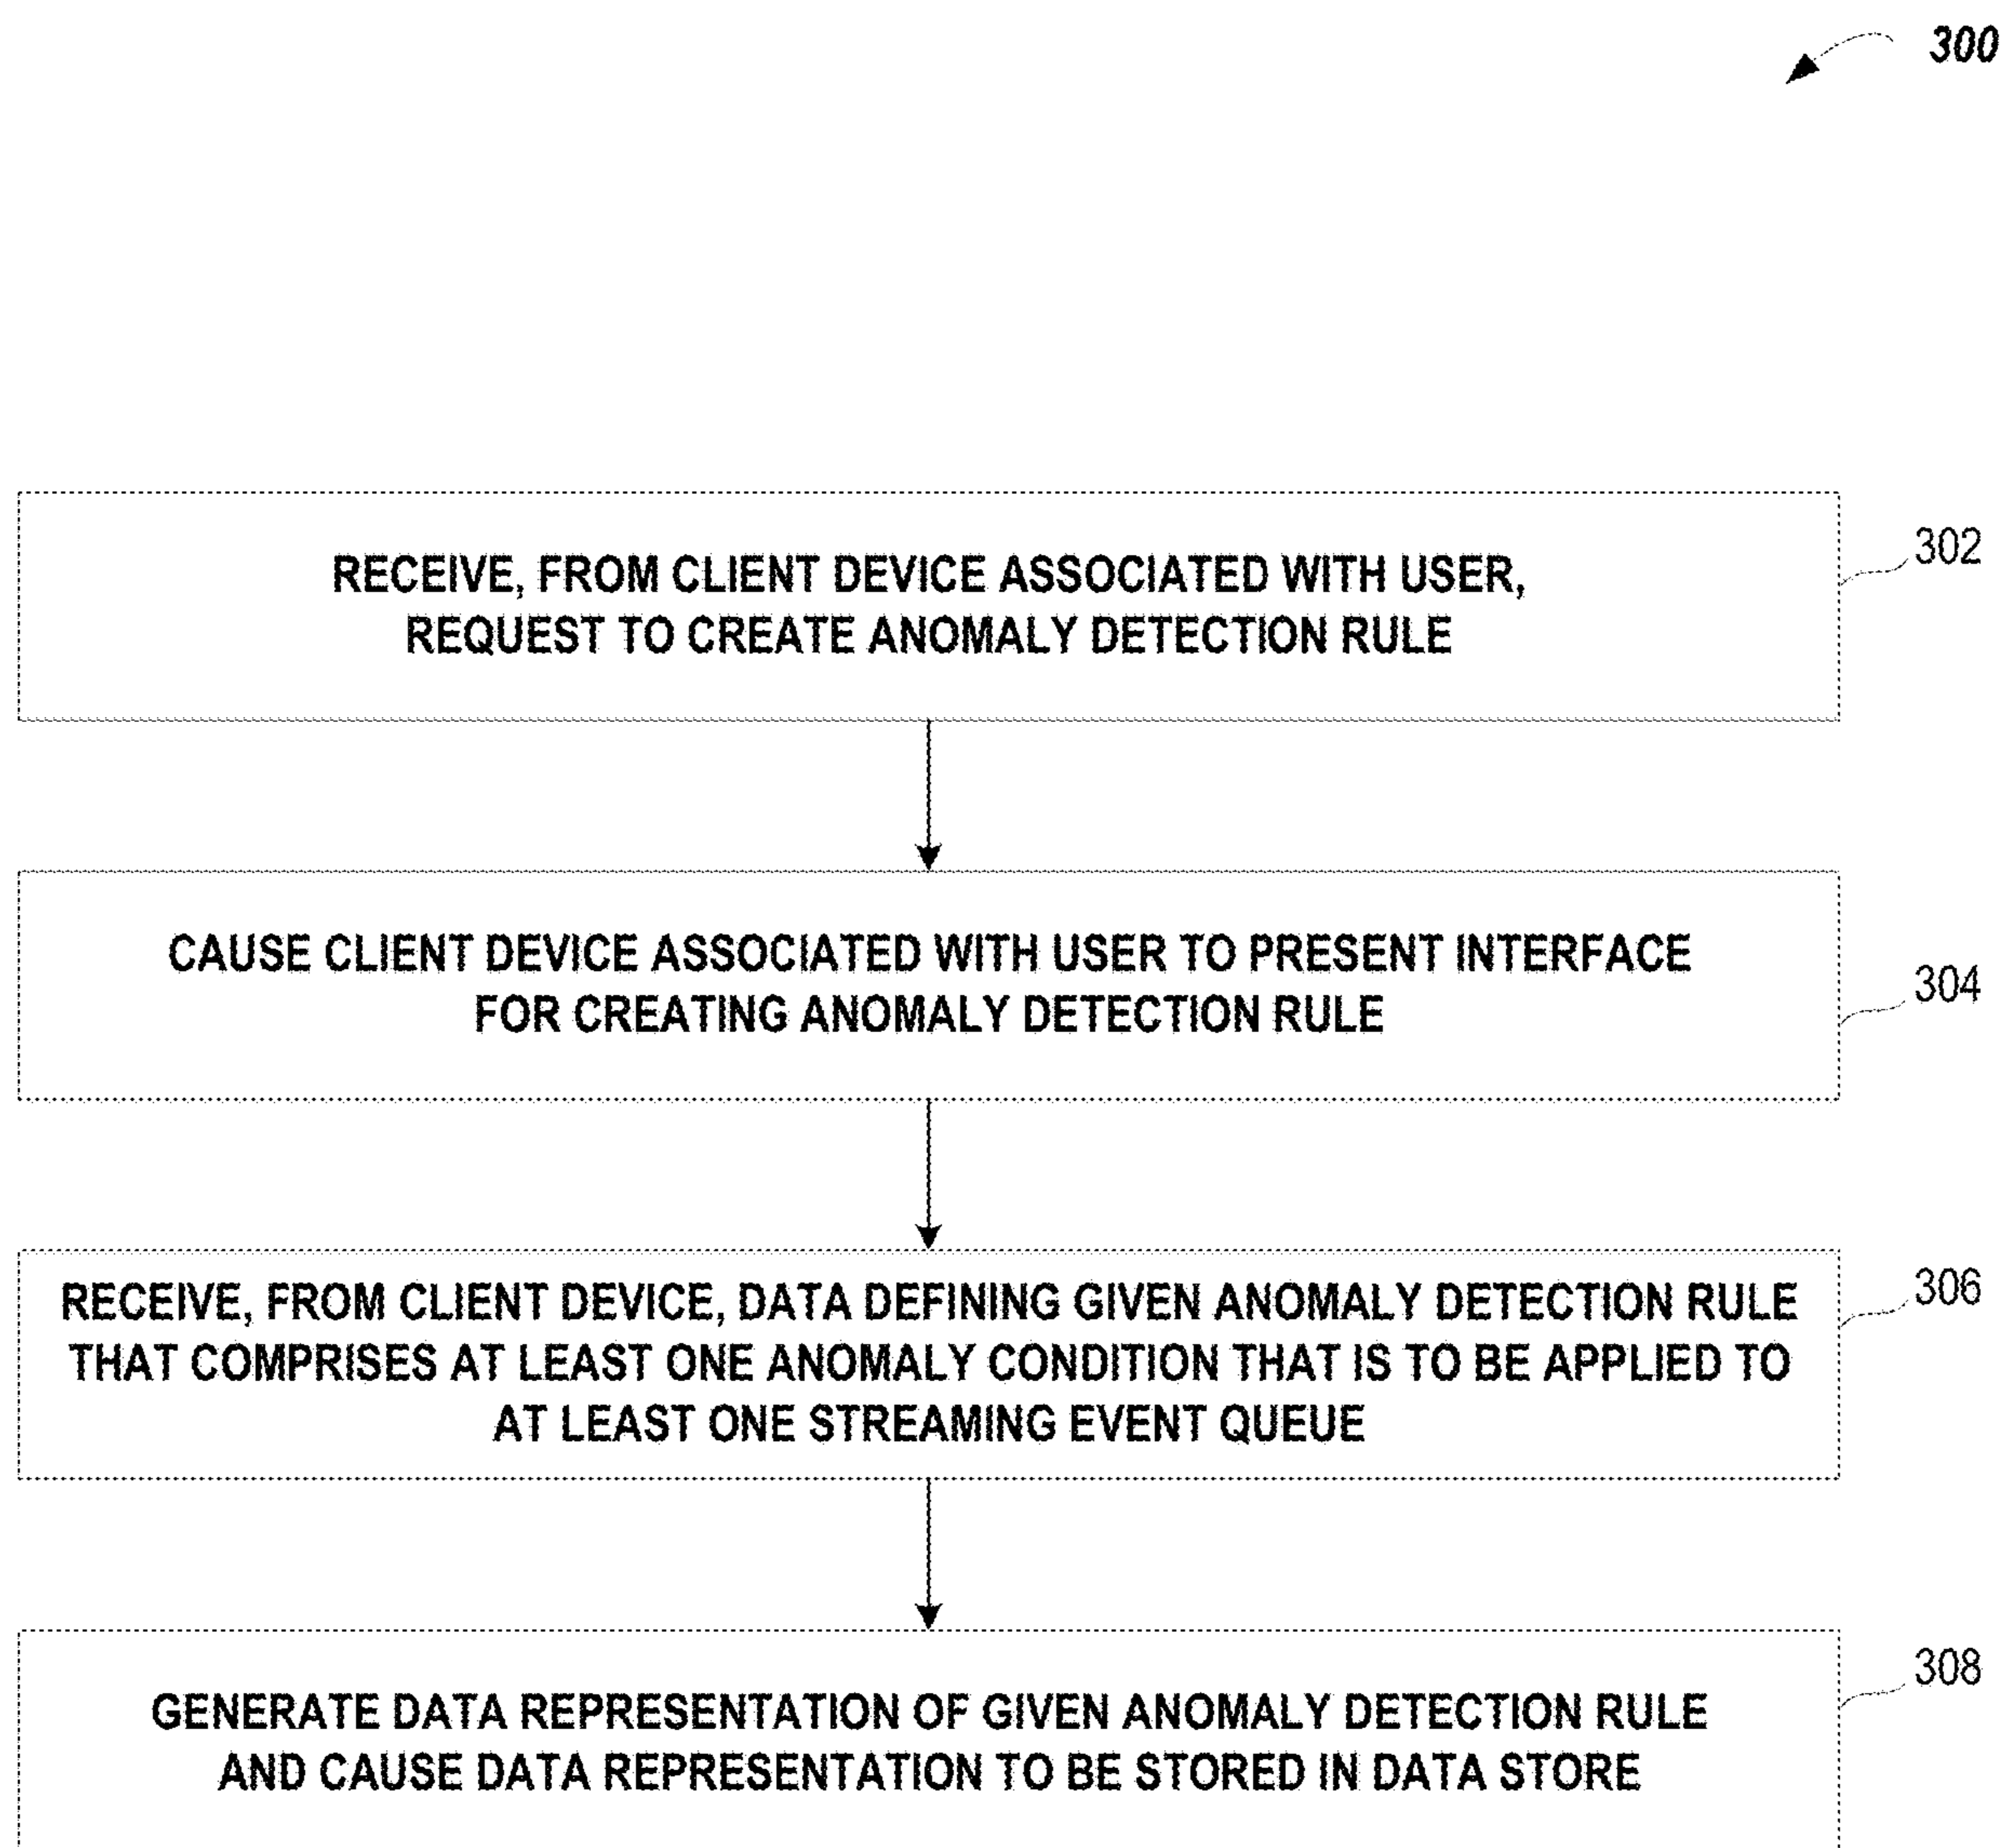 300
RECEIVE, FROM CLIENT DEVICE ASSOCIATED WITH USER,
REQUEST TO CREATE ANOMALY DETECTION RULE
302
CAUSE CLIENT DEVICE ASSOCIATED WITH USER TO PRESENT INTERFACE
FOR CREATING ANOMALY DETECTION RULE
304
RECEIVE, FROM CLIENT DEVICE, DATA DEFINING GIVEN ANOMALY DETECTION RULE
THAT COMPRISES AT LEAST ONE ANOMALY CONDITION THAT IS TO BE APPLIED TO
AT LEAST ONE STREAMING EVENT QUEUE
306
GENERATE DATA REPRESENTATION OF GIVEN ANOMALY DETECTION RULE
AND CAUSE DATA REPRESENTATION TO BE STORED IN DATA STORE
308